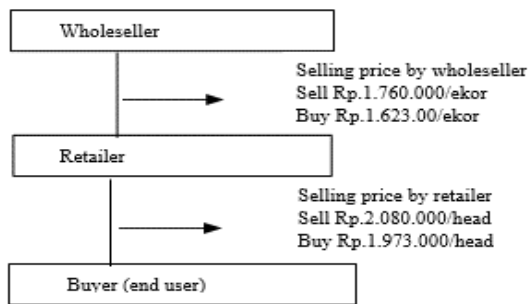 Wholeseller
Selling price by wholeseller
Sell Rp.1.760.000/ekor
Buy Rp.1.623.00/ekor
Retailer
Selling price by retailer
Sell Rp.2.080.000/head
Buy Rp.1.973.000/head
Buyer (end user)